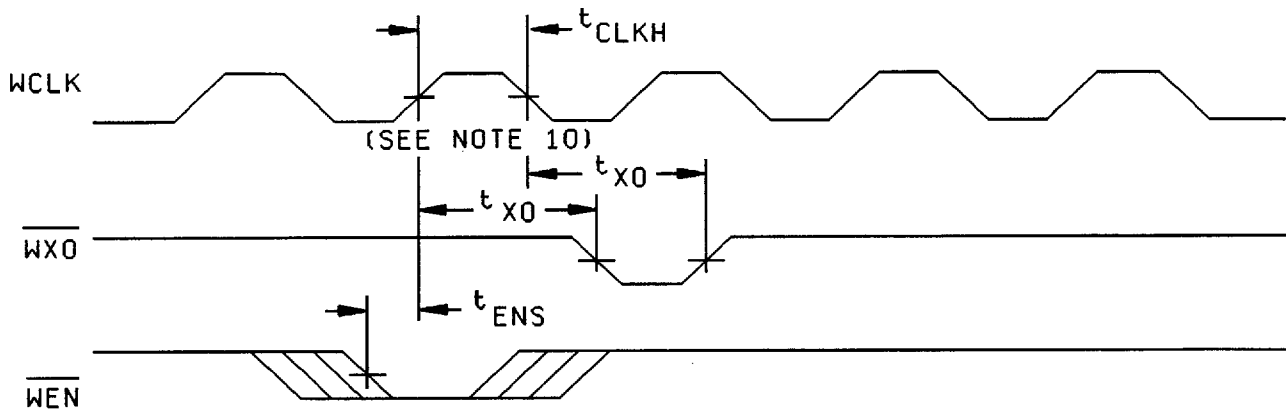 tCLKH
WCLK
(SEE NOTE 10)
tXO
tXO
WXO
tENS
WEN